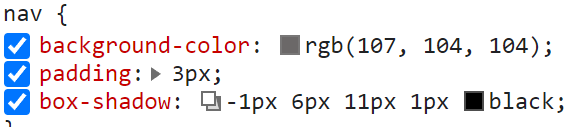 nav {
background-color: rgb(107, 104, 104);
padding: 3px;
box-shadow: -1px 6px 11px 1px black;
}